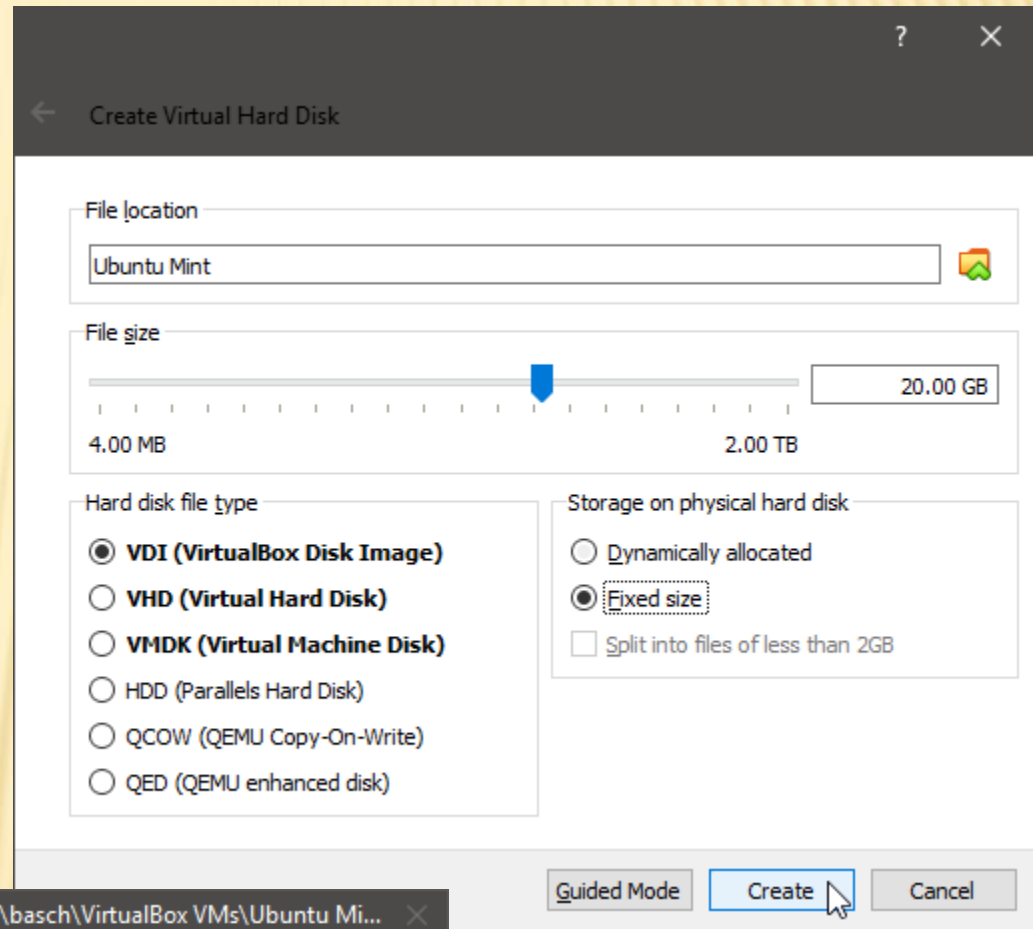 ?
Create Virtual Hard Disk
File location
Ubuntu Mint
File size
20.00 GB
4.00 MB 2.00 TB
Hard disk file type
VDI (VirtualBox Disk Image)
VHD (Virtual Hard Disk)
VMDK (Virtual Machine Disk)
HDD (Parallels Hard Disk)
QCOW (QEMU Copy-On-Write)
QED (QEMU enhanced disk)
Storage on physical hard disk
Dynamically allocated
Fixed size
Split into files of less than 2GB
Guided Mode Create Cancel
\basch\VirtualBox VMs\Ubuntu Mi...